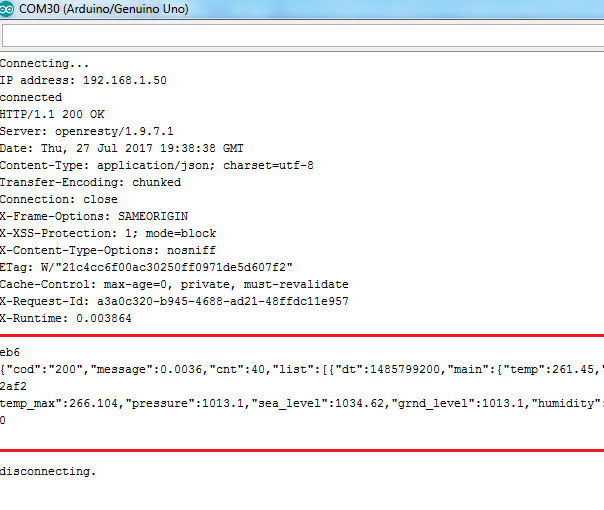 COM30 (Arduino/Genuino Uno)
Connecting...
IP address: 192.168.1.50
connected
HTTP/1.1 200 OK
Server: openresty/1.9.7.1
Date: Thu, 27 Jul 2017 19:38:38 GMT
Content-Type: application/json; charset=utf-8
Transfer-Encoding: chunked
Connection: close
X-Frame-Options: SAMEORIGIN
X-XSS-Protection: 1; mode=block
X-Content-Type-Options: nosniff
ETag: W/"21c4cc6f00ac30250ff0971de5d607f2"
Cache-Control: max-age=0, private, must-revalidate
X-Request-Id: a3a0c320-b945-4688-ad21-48ffdc11e957
X-Runtime: 0.003864
eb6
{"cod":"200","message":0.0036,"cnt":40,"list":[{"dt":1485799200,"main":{"temp":261.45,"
2af2
temp_max":266.104,"pressure":1013.1,"sea_level":1034.62,"grnd_level":1013.1,"humidity":
0
disconnecting.